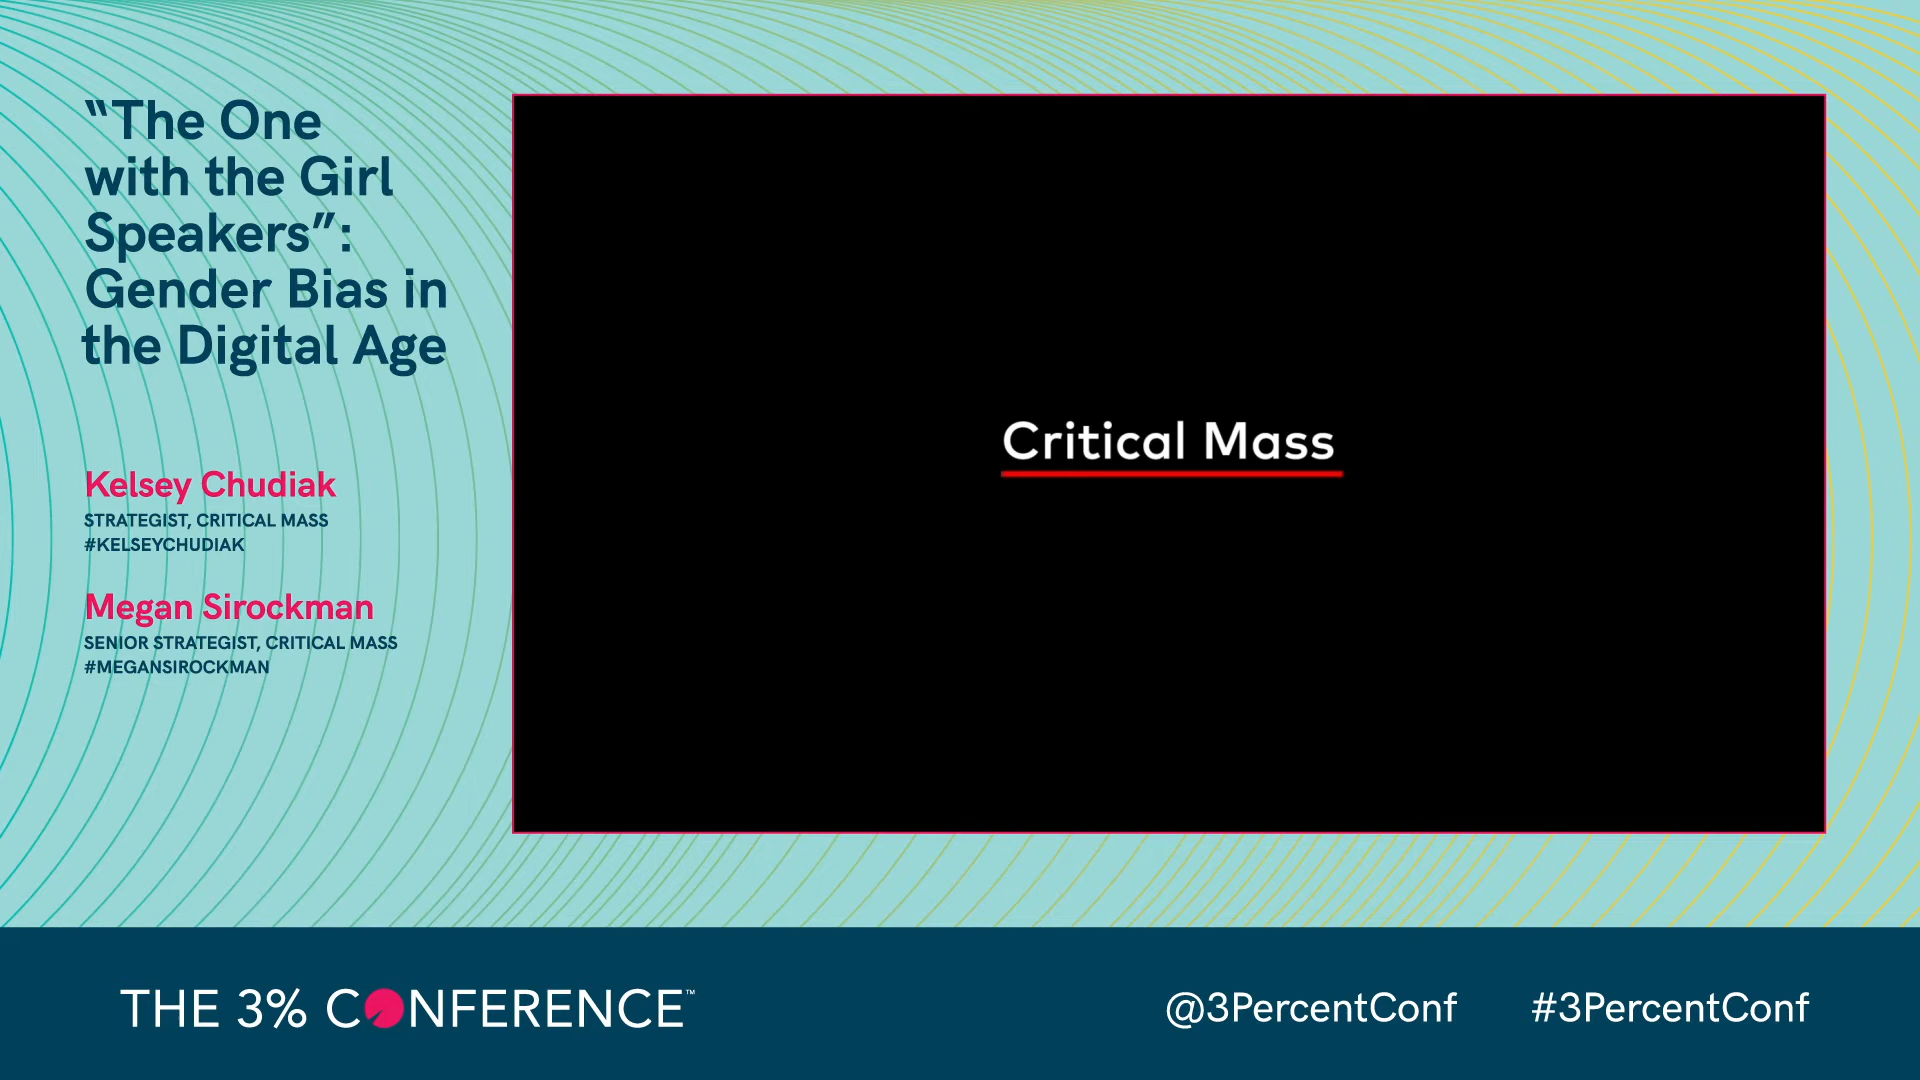 “The One
with the Girl
Speakers”:
Gender Bias in
the Digital Age
Kelsey Chudiak
STRATEGIST, CRITICAL MASS
#KELSEYCHUDIAK
Megan Sirockman
SENIOR STRATEGIST, CRITICAL MASS
#MEGANSIROCKMAN
Critical Mass
THE 3% CONFERENCE™
@3PercentConf #3PercentConf